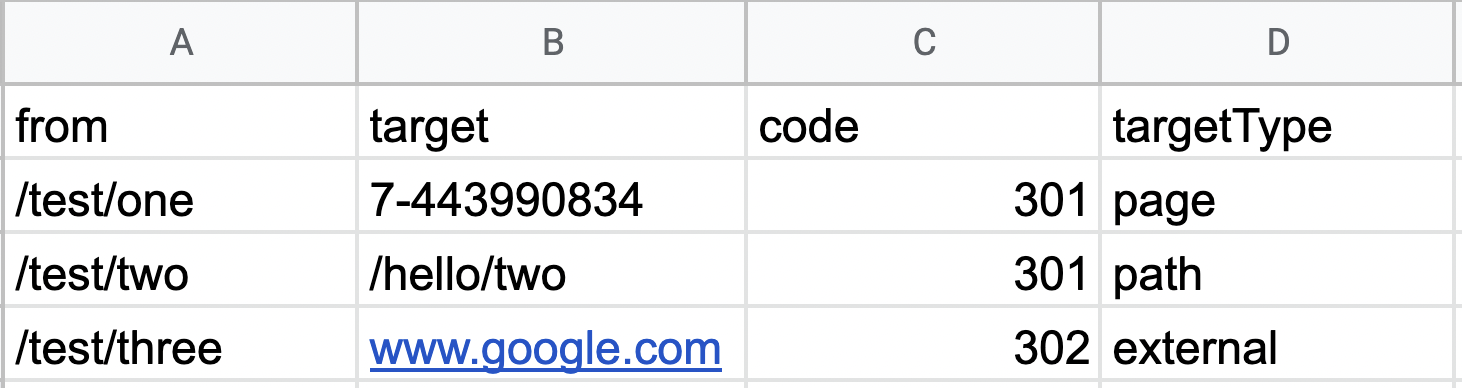 A B C D
from target code targetType
/test/one 7-443990834 301 page
/test/two /hello/two 301 path
/test/three www.google.com 302 external